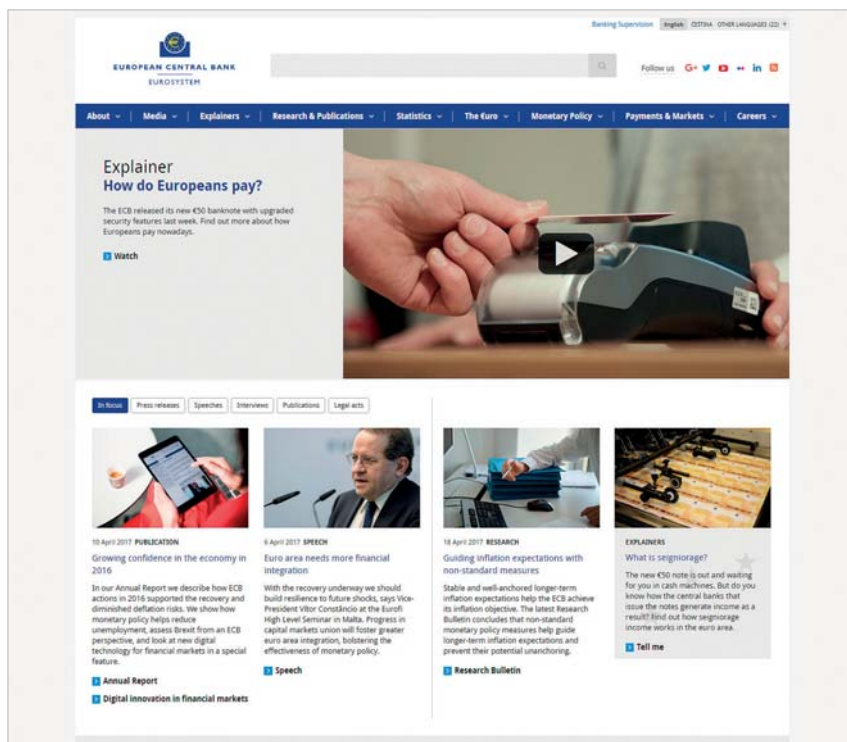 Banking Supervision English ČEŠTINA OTHER LANGUAGES (22) +
EUROPEAN CENTRAL BANK
EUROSYSTEM
Follow us
About
Media
Explainers
Research & Publications
Statistics
The €uro
Monetary Policy
Payments & Markets
Careers
Explainer
How do Europeans pay?
The ECB released its new €50 banknote with upgraded
security features last week. Find out more about how
Europeans pay nowadays.
Watch
In focus
Press releases
Speeches
Interviews
Publications
Legal acts
10 April 2017 PUBLICATION
Growing confidence in the economy in
2016
In our Annual Report we describe how ECB
actions in 2016 supported the recovery and
diminished deflation risks. We show how
monetary policy helps reduce
unemployment, assess Brexit from an ECB
perspective, and look at new digital
technology for financial markets in a special
feature.
Annual Report
Digital innovation in financial markets
6 April 2017 SPEECH
Euro area needs more financial
integration
With the recovery underway we should
build resilience to future shocks, says Vice-
President Vítor Constâncio at the Eurofi
High Level Seminar in Malta. Progress in
capital markets union will foster greater
euro area integration, bolstering the
effectiveness of monetary policy.
Speech
18 April 2017 RESEARCH
Guiding inflation expectations with
non-standard measures
Stable and well-anchored longer-term
inflation expectations help the ECB achieve
its inflation objective. The latest Research
Bulletin concludes that non-standard
monetary policy measures help guide
longer-term inflation expectations and
prevent their potential unanchoring.
Research Bulletin
EXPLAINERS
What is seigniorage?
The new €50 note is out and waiting
for you in cash machines. But do you
know how the central banks that
issue the notes generate income as a
result? Find out how seigniorage
income works in the euro area.
Tell me